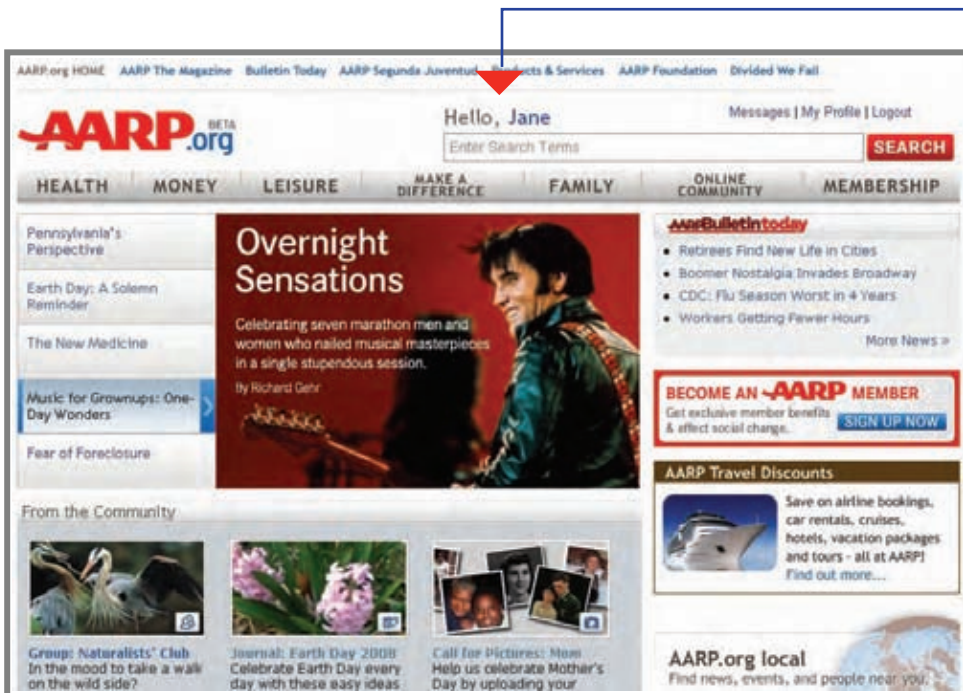 AARP.org HOME AARP The Magazine Bulletin Today AARP Segunda Juventud Products & Services AARP Foundation Divided We Fail
AARP.org BETA
Hello, Jane
Messages | My Profile | Logout
Enter Search Terms
SEARCH
HEALTH
MONEY
LEISURE
MAKE A
DIFFERENCE
FAMILY
ONLINE
COMMUNITY
MEMBERSHIP
Pennsylvania's
Perspective
Earth Day: A Solemn
Reminder
The New Medicine
Music for Grownups: One-
Day Wonders
Fear of Foreclosure
Overnight
Sensations
Celebrating seven marathon men and
women who nailed musical masterpieces
in a single stupendous session.
By Richard Gehr
AARP Bulletin today
Retirees Find New Life in Cities
Boomer Nostalgia Invades Broadway
CDC: Flu Season Worst in 4 Years
Workers Getting Fewer Hours
More News »
BECOME AN AARP MEMBER
Get exclusive member benefits
& effect social change.
SIGN UP NOW
AARP Travel Discounts
Save on airline bookings,
car rentals, cruises,
hotels, vacation packages
and tours - all at AARP!
Find out more...
From the Community
Group: Naturalists' Club
In the mood to take a walk
on the wild side?
Journal: Earth Day 2008
Celebrate Earth Day every
day with these easy ideas
Call for Pictures: Mom
Help us celebrate Mother's
Day by uploading your
AARP.org local
Find news, events, and people near you.